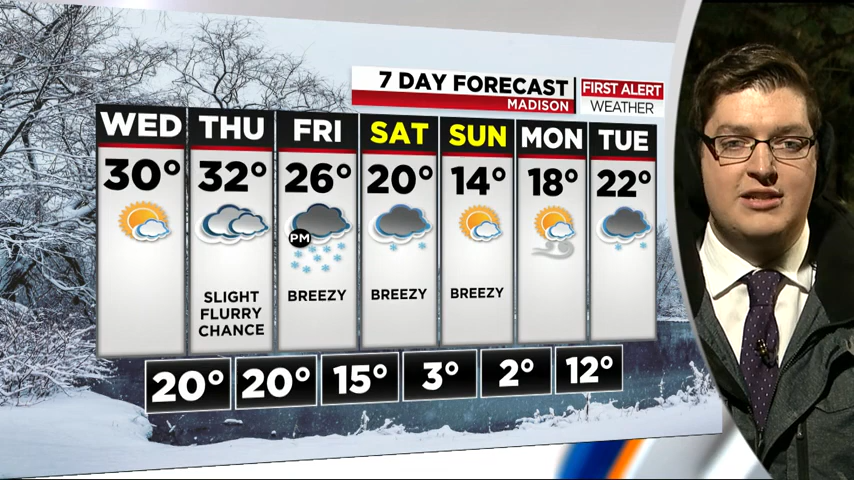 7 DAY FORECAST
MADISON
FIRST ALERT
WEATHER
WED THU FRI SAT SUN MON TUE
30° 32° 26° 20° 14° 18° 22°
PM
SLIGHT
FLURRY
CHANCE
BREEZY BREEZY BREEZY
20° 20° 15° 3° 2° 12°